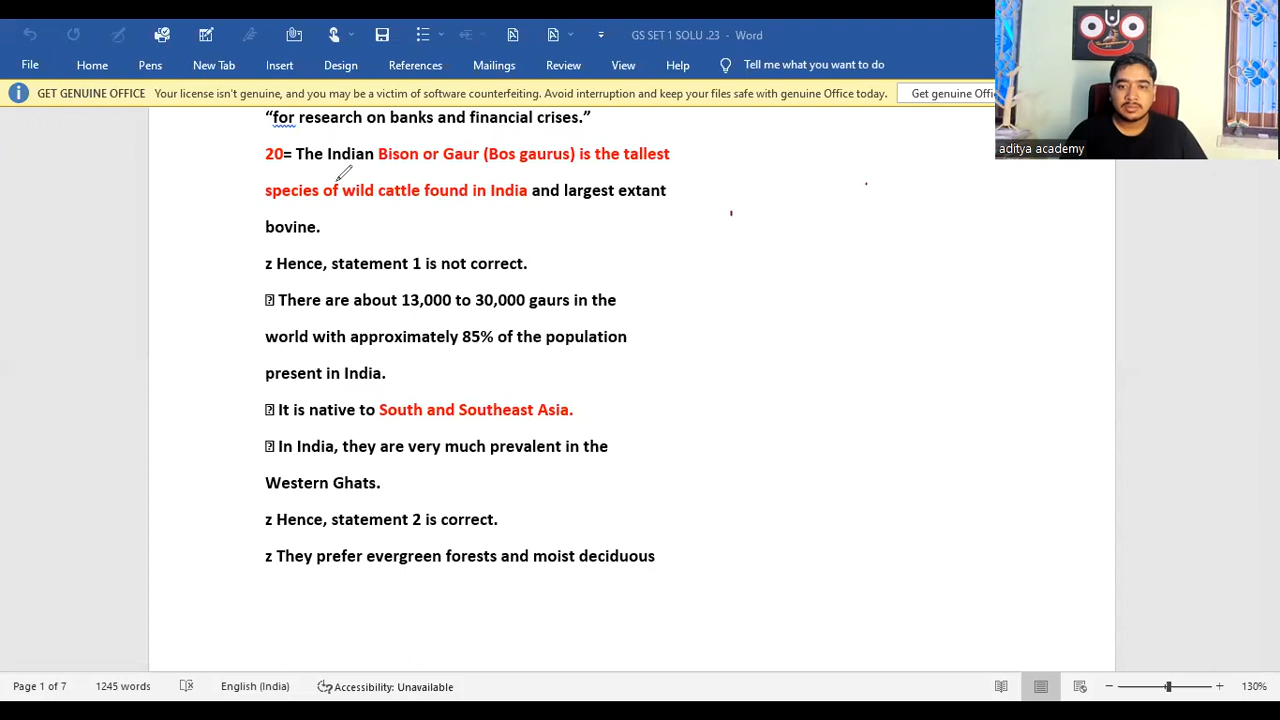 GS SET 1 SOLU .23 - Word
File Home Pens New Tab Insert Design References Mailings Review View Help Tell me what you want to do
GET GENUINE OFFICE Your license isn't genuine, and you may be a victim of software counterfeiting. Avoid interruption and keep your files safe with genuine Office today. Get genuine Offi
aditya academy
“for research on banks and financial crises.”
20= The Indian Bison or Gaur (Bos gaurus) is the tallest
species of wild cattle found in India and largest extant
bovine.
z Hence, statement 1 is not correct.
⍰ There are about 13,000 to 30,000 gaurs in the
world with approximately 85% of the population
present in India.
⍰ It is native to South and Southeast Asia.
⍰ In India, they are very much prevalent in the
Western Ghats.
z Hence, statement 2 is correct.
z They prefer evergreen forests and moist deciduous
Page 1 of 7 1245 words English (India) Accessibility: Unavailable 130%